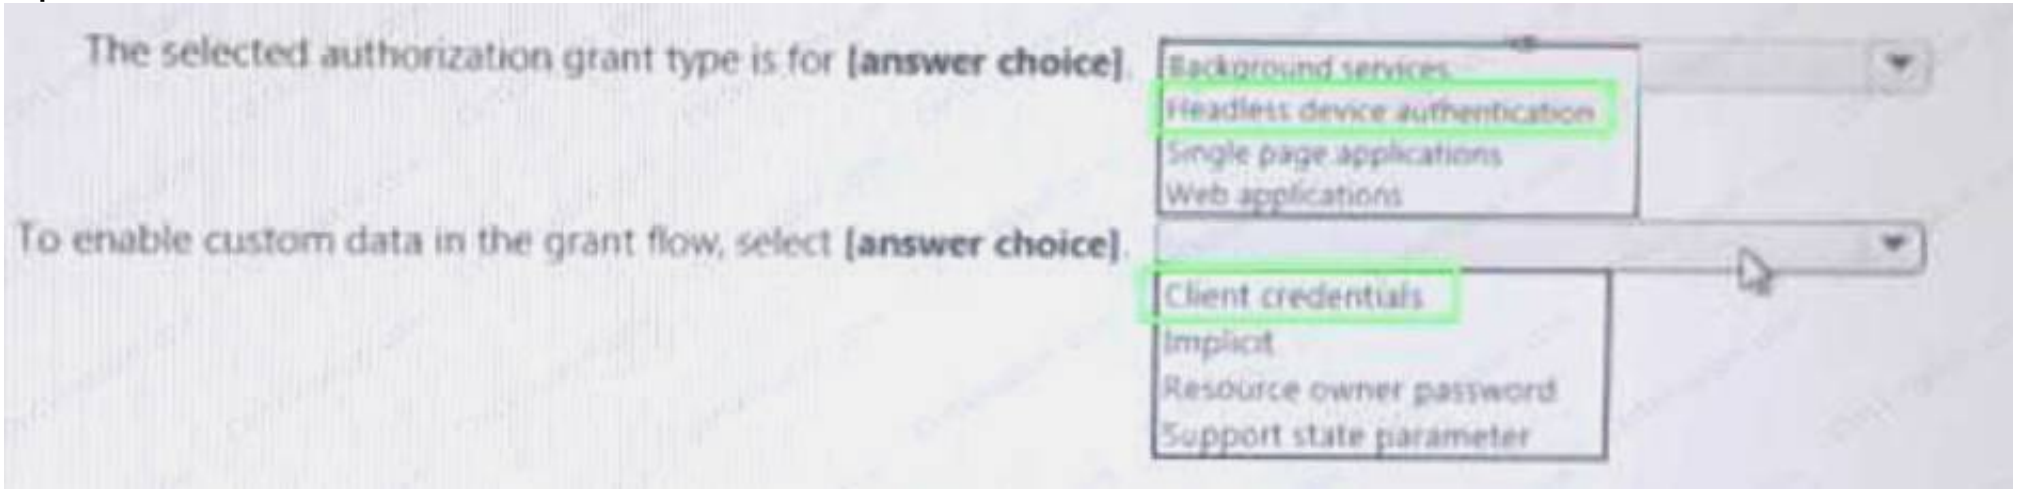 The selected authorization grant type is for [answer choice].
Background services
Headless device authentication
Single page applications
Web applications
To enable custom data in the grant flow, select [answer choice].
Client credentials
Implicit
Resource owner password
Support state parameter